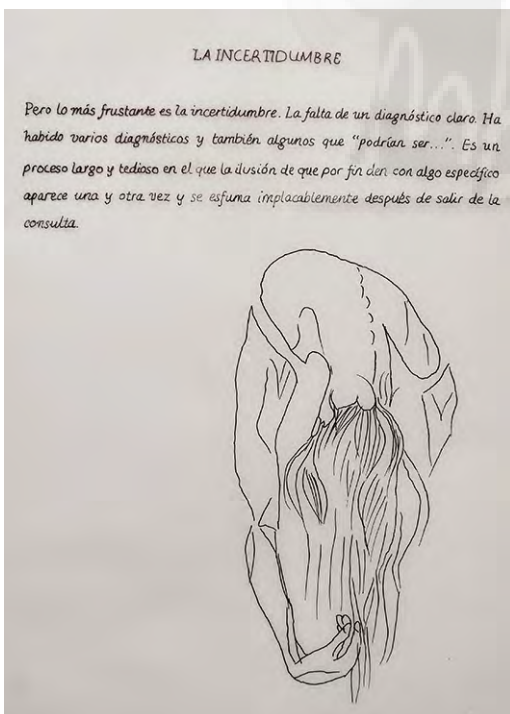 LA INCERTIDUMBRE
Pero lo más frustante es la incertidumbre. La falta de un diagnóstico claro. Ha
habido varios diagnósticos y también algunos que "podrían ser...". Es un
proceso largo y tedioso en el que la ilusión de que por fin den con algo específico
aparece una y otra vez y se esfuma implacablemente después de salir de la
consulta.